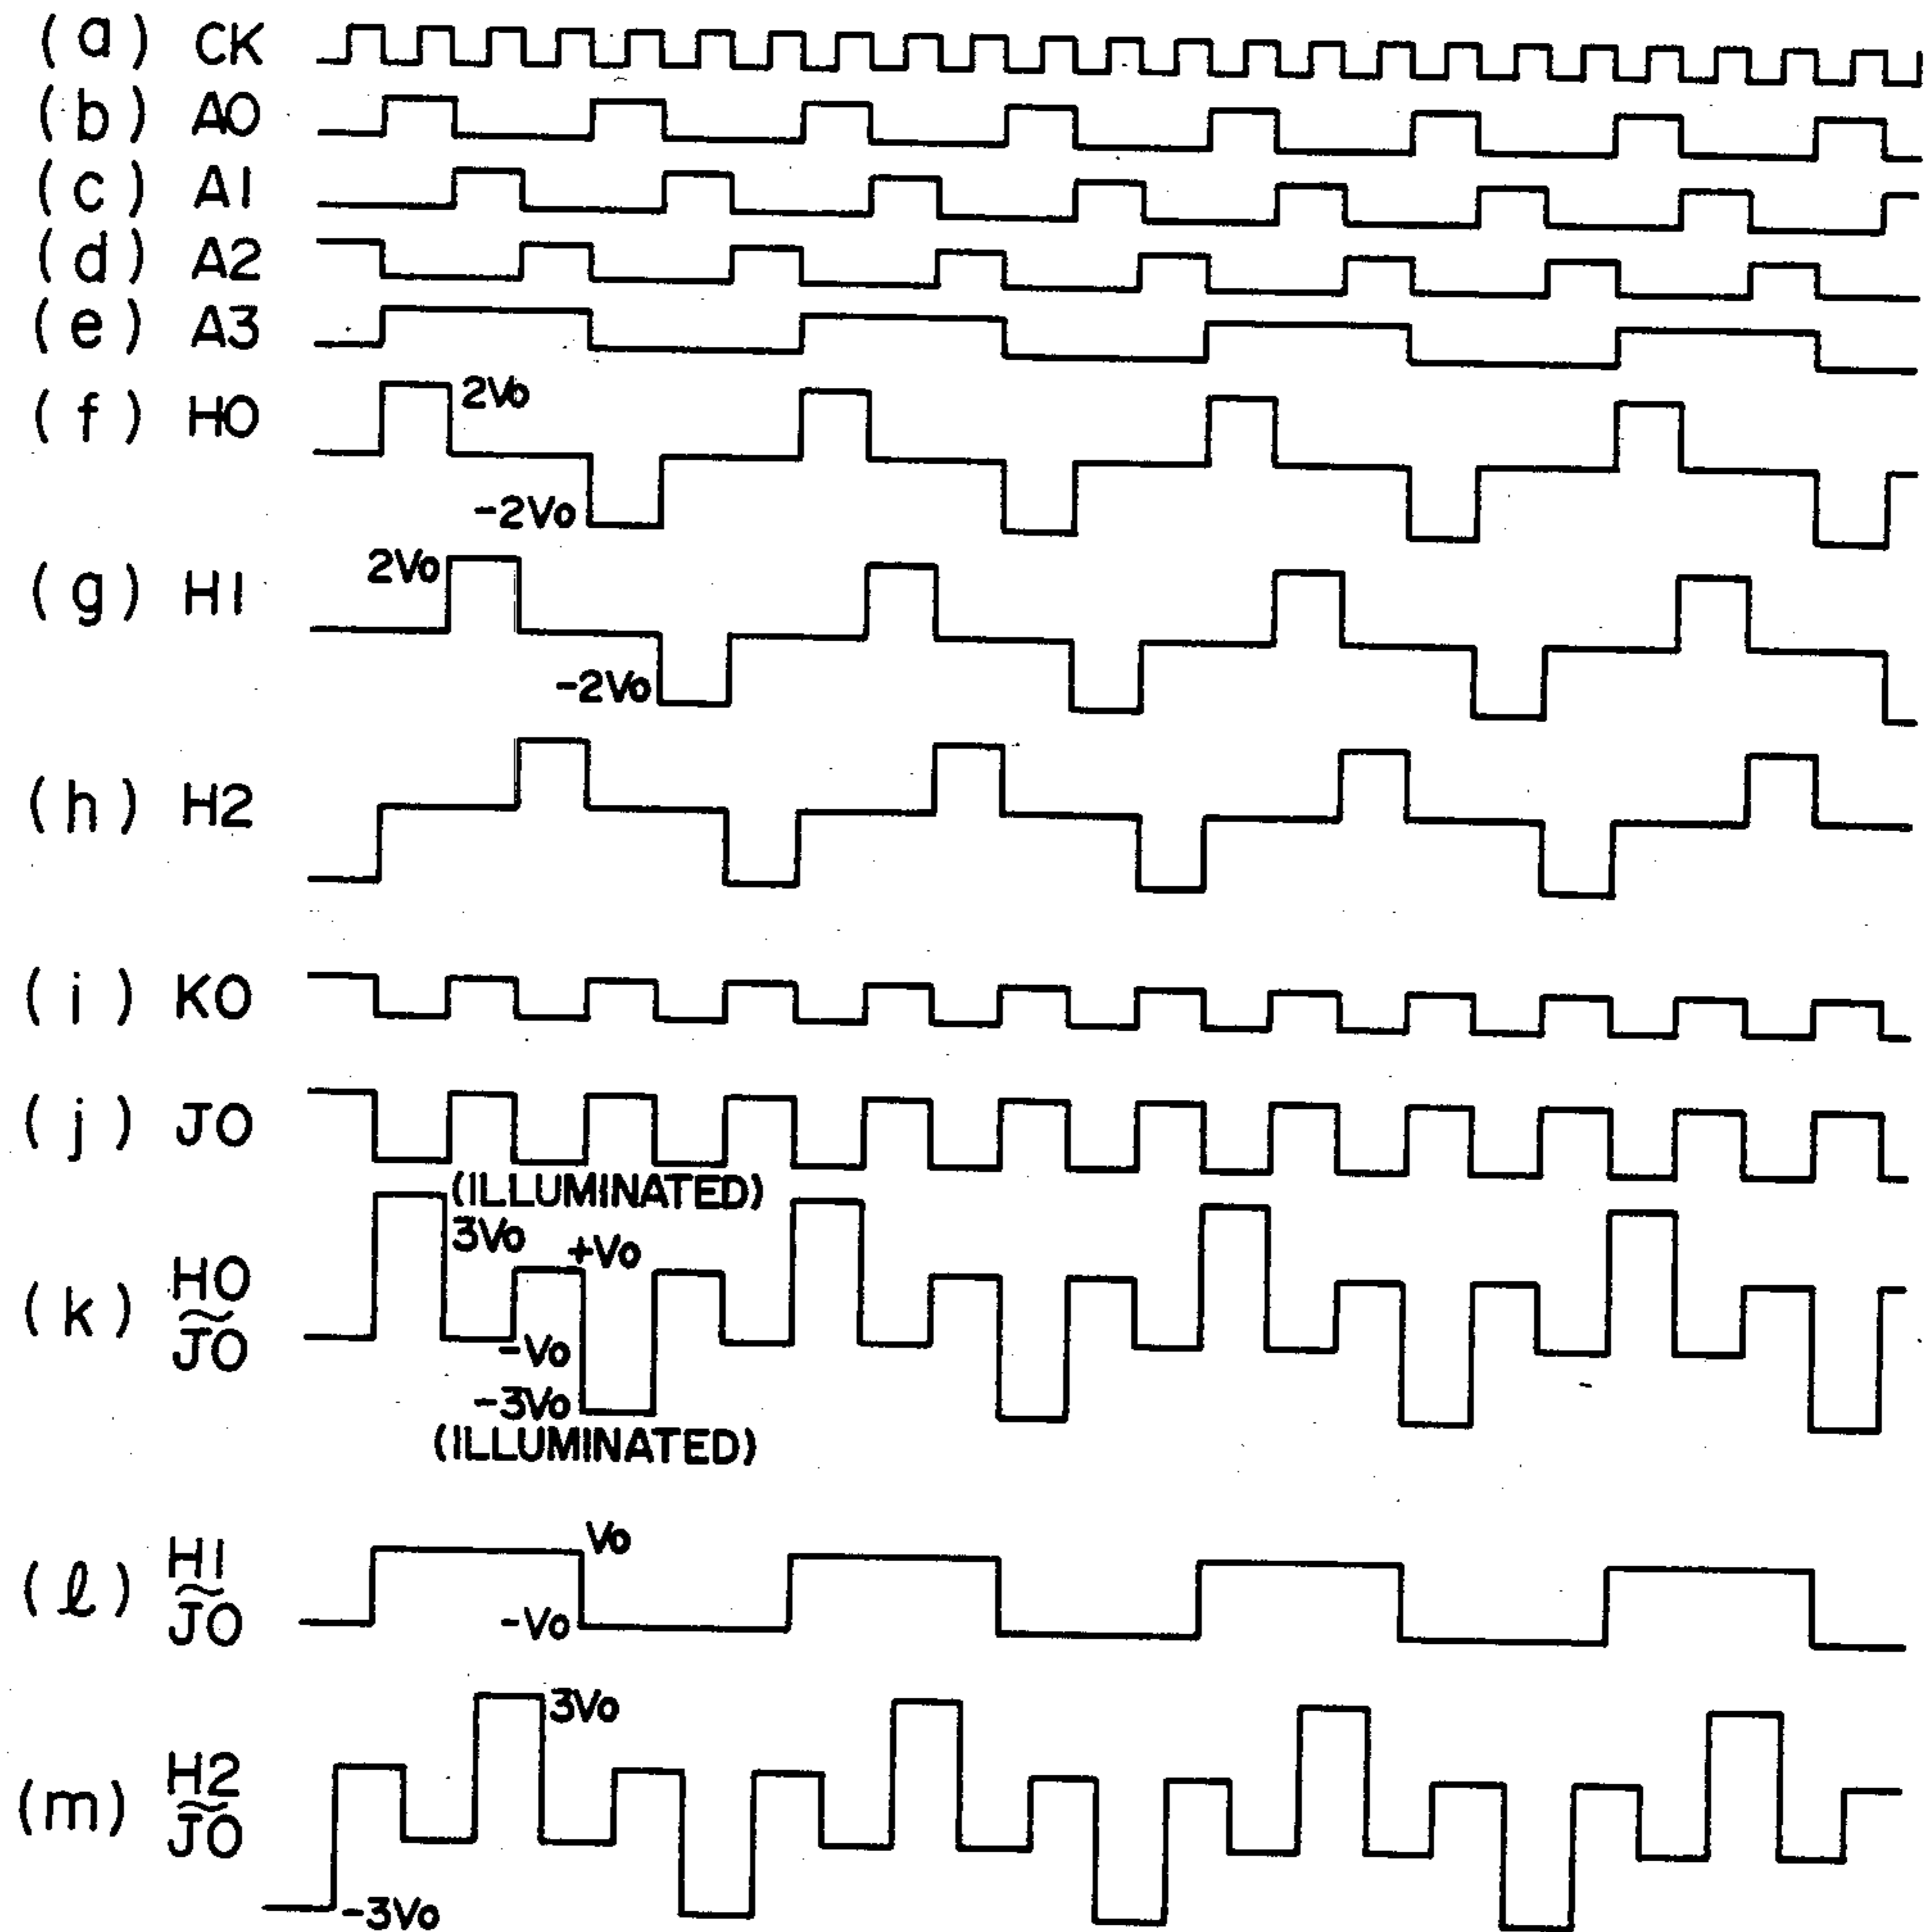 (a) CK
(b) A0
(c) A1
(d) A2
(e) A3
(f) H0
2Vo
-2Vo
(g) H1
2Vo
-2Vo
(h) H2
(i) K0
(j) J0
(ILLUMINATED)
3Vo
+Vo
(k) H0
~
J0
-Vo
-3Vo
(ILLUMINATED)
Vo
(ℓ) H1
~
J0
-Vo
3Vo
(m) H2
~
J0
-3Vo